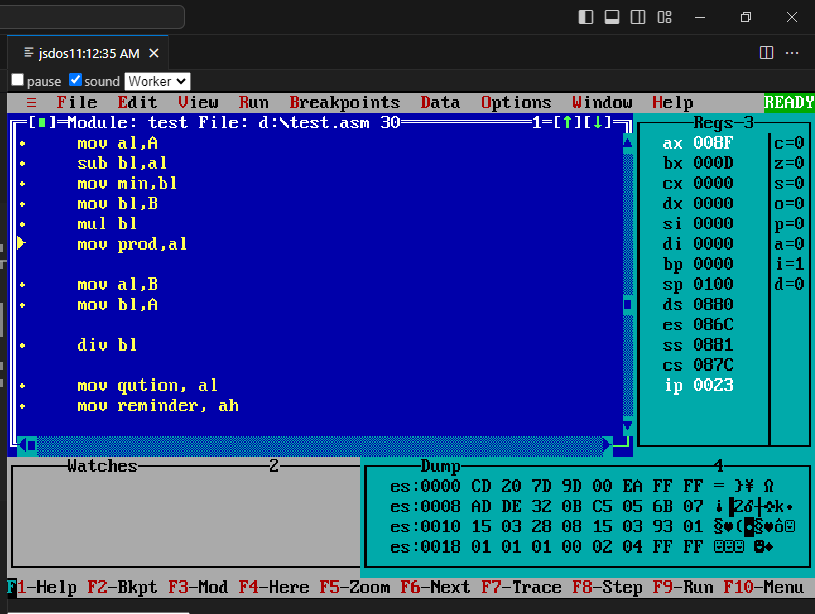 jsdos11:12:35 AM
pause sound Worker
≡ File Edit View Run Breakpoints Data Options Window Help READY
[■]=Module: test File: d:\test.asm 30 1=[↑][↓]
mov al,A
sub bl,al
mov min,bl
mov bl,B
mul bl
mov prod,al
mov al,B
mov bl,A
div bl
mov qution, al
mov reminder, ah
Regs 3
ax 008F c=0
bx 000D z=0
cx 0000 s=0
dx 0000 o=0
si 0000 p=0
di 0000 a=0
bp 0000 i=1
sp 0100 d=0
ds 0880
es 086C
ss 0881
cs 087C
ip 0023
Watches 2
Dump 4
es:0000 CD 20 7D 9D 00 EA FF FF = }¥ Ω
es:0008 AD DE 32 0B C5 05 6B 07
es:0010 15 03 28 08 15 03 93 01
es:0018 01 01 01 00 02 04 FF FF
F1-Help F2-Bkpt F3-Mod F4-Here F5-Zoom F6-Next F7-Trace F8-Step F9-Run F10-Menu